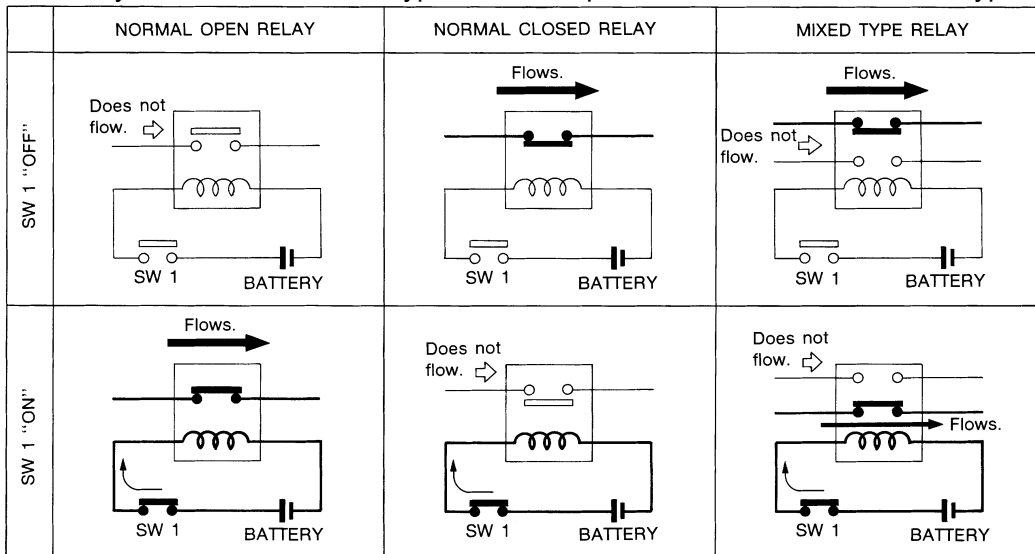 NORMAL OPEN RELAY
NORMAL CLOSED RELAY
MIXED TYPE RELAY
SW 1 “OFF”
Does not
flow.
SW 1
BATTERY
Flows.
SW 1
BATTERY
Flows.
Does not
flow.
SW 1
BATTERY
SW 1 “ON”
Flows.
SW 1
BATTERY
Does not
flow.
SW 1
BATTERY
Does not
flow.
Flows.
SW 1
BATTERY